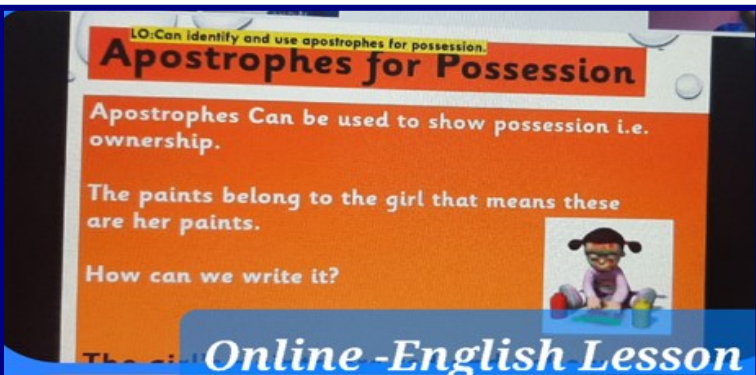 LO:Can identify and use apostrophes for possession.
Apostrophes for Possession
Apostrophes Can be used to show possession i.e.
ownership.
The paints belong to the girl that means these
are her paints.
How can we write it?
The
Online -English Lesson